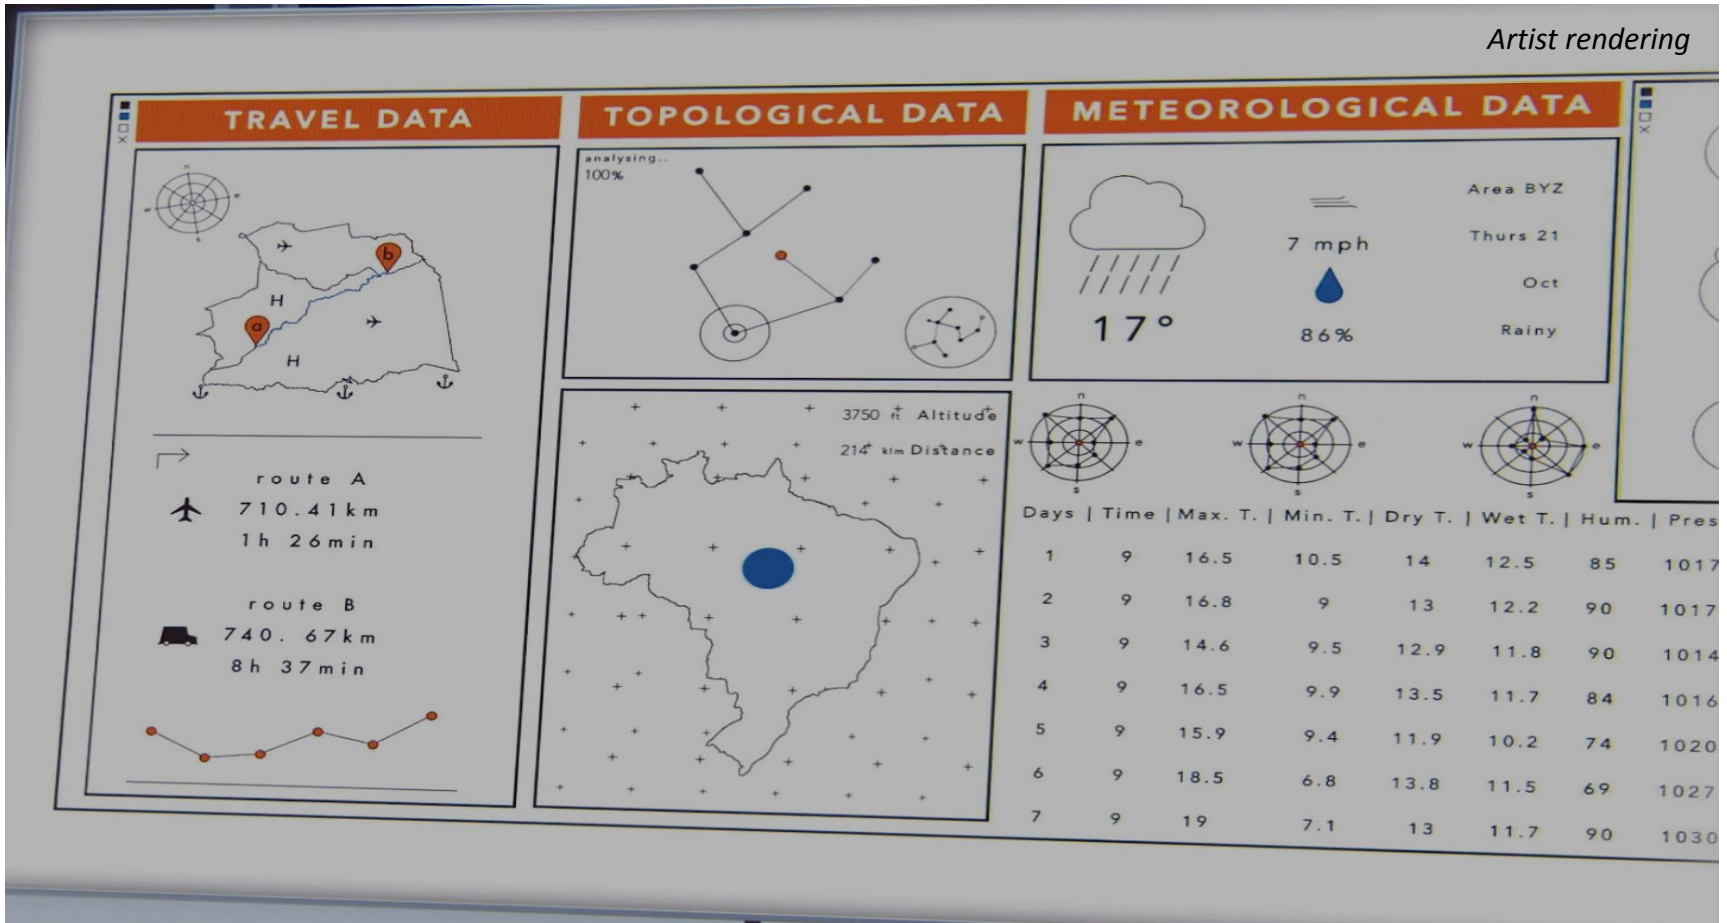 Artist rendering
TRAVEL DATA
n
w e
s
b
H
a
H
route A
710.41km
1h 26min
route B
740. 67km
8h 37min
TOPOLOGICAL DATA
analysing..
100%
3750 ft Altitude
214 klm Distance
METEOROLOGICAL DATA
17°
7 mph
86%
Area BYZ
Thurs 21
Oct
Rainy
n
w e
s
n
w e
s
n
w e
s
Days | Time | Max. T. | Min. T. | Dry T. | Wet T. | Hum. | Pres
1 9 16.5 10.5 14 12.5 85 1017
2 9 16.8 9 13 12.2 90 1017
3 9 14.6 9.5 12.9 11.8 90 1014
4 9 16.5 9.9 13.5 11.7 84 1016
5 9 15.9 9.4 11.9 10.2 74 1020
6 9 18.5 6.8 13.8 11.5 69 1027
7 9 19 7.1 13 11.7 90 1030